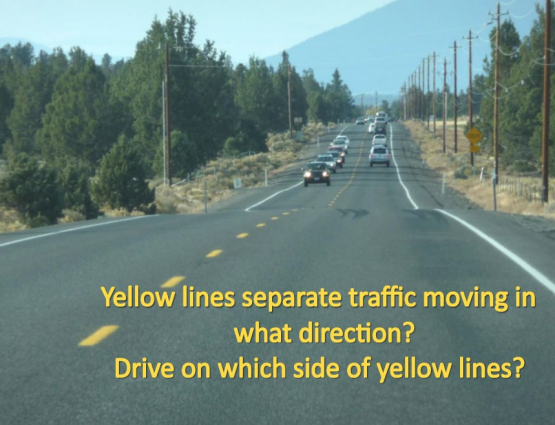 Yellow lines separate traffic moving in
what direction?
Drive on which side of yellow lines?